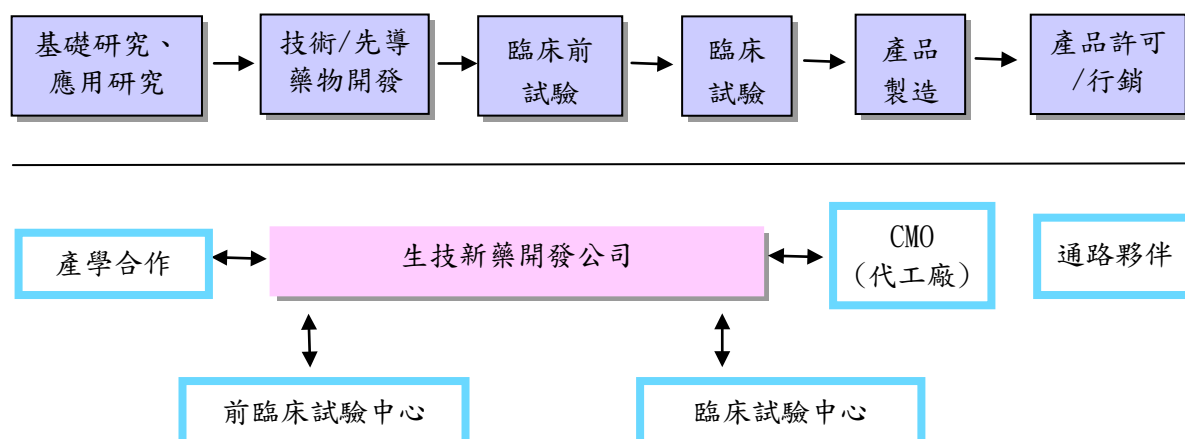 基礎研究、
應用研究
技術/先導
藥物開發
臨床前
試驗
臨床
試驗
產品
製造
產品許可
/行銷
產學合作
生技新藥開發公司
CMO
(代工廠)
通路夥伴
前臨床試驗中心
臨床試驗中心